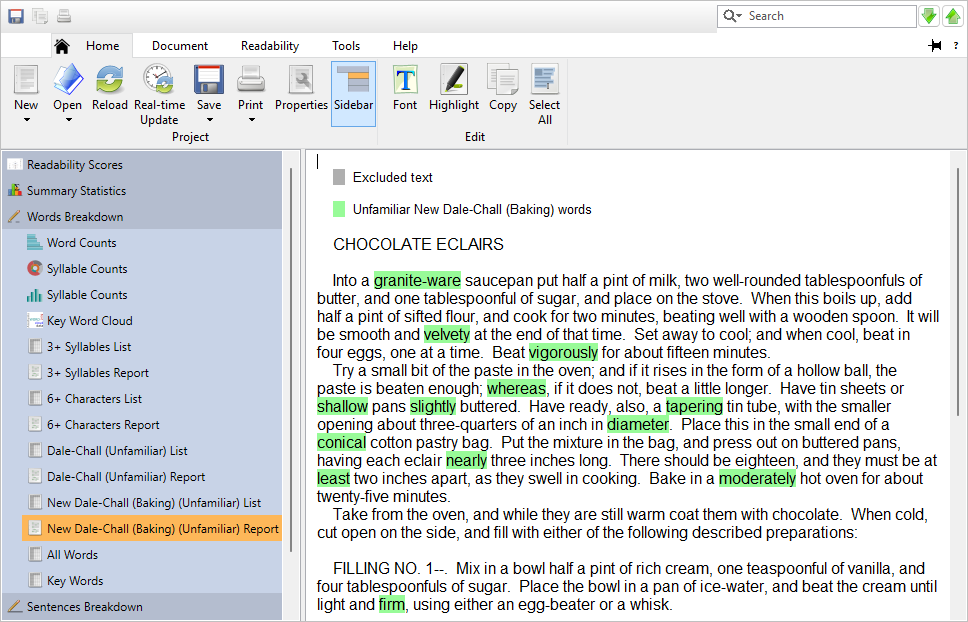 Search
Home Document Readability Tools Help
?
New Open Reload Real-time Update Save Print Properties Sidebar
Project
Font Highlight Copy Select All
Edit
Readability Scores
Summary Statistics
Words Breakdown
Word Counts
Syllable Counts
Syllable Counts
Key Word Cloud
3+ Syllables List
3+ Syllables Report
6+ Characters List
6+ Characters Report
Dale-Chall (Unfamiliar) List
Dale-Chall (Unfamiliar) Report
New Dale-Chall (Baking) (Unfamiliar) List
New Dale-Chall (Baking) (Unfamiliar) Report
All Words
Key Words
Sentences Breakdown
Excluded text
Unfamiliar New Dale-Chall (Baking) words
CHOCOLATE ECLAIRS
Into a granite-ware saucepan put half a pint of milk, two well-rounded tablespoonfuls of
butter, and one tablespoonful of sugar, and place on the stove.  When this boils up, add
half a pint of sifted flour, and cook for two minutes, beating well with a wooden spoon.  It will
be smooth and velvety at the end of that time.  Set away to cool; and when cool, beat in
four eggs, one at a time.  Beat vigorously for about fifteen minutes.
Try a small bit of the paste in the oven; and if it rises in the form of a hollow ball, the
paste is beaten enough; whereas, if it does not, beat a little longer.  Have tin sheets or
shallow pans slightly buttered.  Have ready, also, a tapering tin tube, with the smaller
opening about three-quarters of an inch in diameter.  Place this in the small end of a
conical cotton pastry bag.  Put the mixture in the bag, and press out on buttered pans,
having each eclair nearly three inches long.  There should be eighteen, and they must be at
least two inches apart, as they swell in cooking.  Bake in a moderately hot oven for about
twenty-five minutes.
Take from the oven, and while they are still warm coat them with chocolate.  When cold,
cut open on the side, and fill with either of the following described preparations:
FILLING NO. 1--.  Mix in a bowl half a pint of rich cream, one teaspoonful of vanilla, and
four tablespoonfuls of sugar.  Place the bowl in a pan of ice-water, and beat the cream until
light and firm, using either an egg-beater or a whisk.